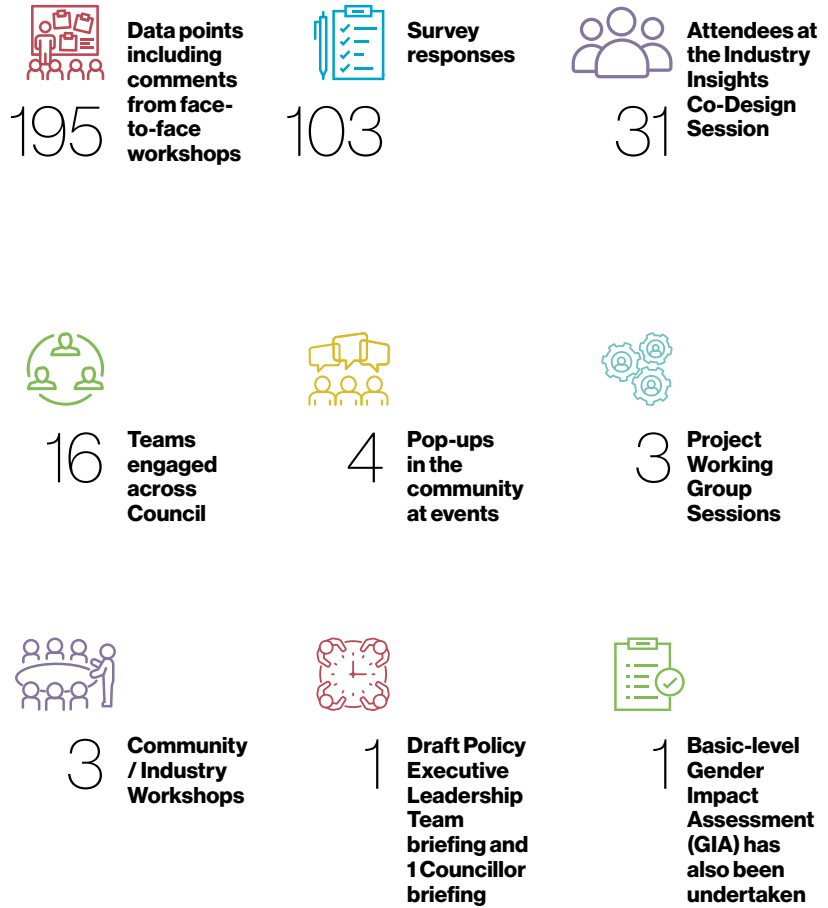 195
Data points
including
comments
from face-
to-face
workshops
103
Survey
responses
31
Attendees at
the Industry
Insights
Co-Design
Session
16
Teams
engaged
across
Council
4
Pop-ups
in the
community
at events
3
Project
Working
Group
Sessions
3
Community
/ Industry
Workshops
1
Draft Policy
Executive
Leadership
Team
briefing and
1 Councillor
briefing
1
Basic-level
Gender
Impact
Assessment
(GIA) has
also been
undertaken